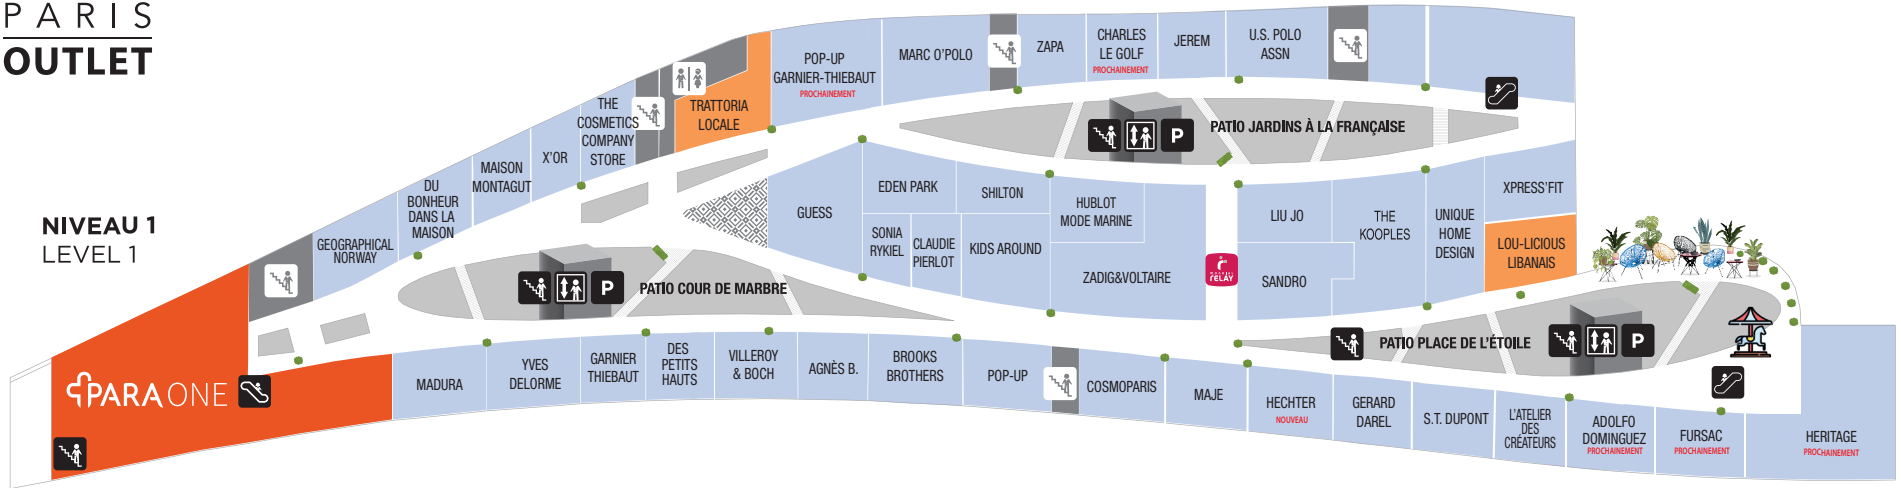 PARIS
OUTLET
NIVEAU 1
LEVEL 1
PARAONE
GEOGRAPHICAL
NORWAY
DU
BONHEUR
DANS LA
MAISON
MAISON
MONTAGUT
X'OR
THE
COSMETICS
COMPANY
STORE
TRATTORIA
LOCALE
POP-UP
GARNIER-THIEBAUT
PROCHAINEMENT
MARC O'POLO
ZAPA
CHARLES
LE GOLF
PROCHAINEMENT
JEREM
U.S. POLO
ASSN
P
PATIO JARDINS À LA FRANÇAISE
GUESS
EDEN PARK
SHILTON
SONIA
RYKIEL
CLAUDIE
PIERLOT
KIDS AROUND
HUBLOT
MODE MARINE
ZADIG&VOLTAIRE
RELAY
LIU JO
SANDRO
THE
KOOPLES
UNIQUE
HOME
DESIGN
XPRESS'FIT
LOU-LICIOUS
LIBANAIS
P
PATIO COUR DE MARBRE
PATIO PLACE DE L'ÉTOILE
P
MADURA
YVES
DELORME
GARNIER
THIEBAUT
DES
PETITS
HAUTS
VILLEROY
& BOCH
AGNÈS B.
BROOKS
BROTHERS
POP-UP
COSMOPARIS
MAJE
HECHTER
NOUVEAU
GERARD
DAREL
S.T. DUPONT
L'ATELIER
DES
CRÉATEURS
ADOLFO
DOMINGUEZ
PROCHAINEMENT
FURSAC
PROCHAINEMENT
HERITAGE
PROCHAINEMENT